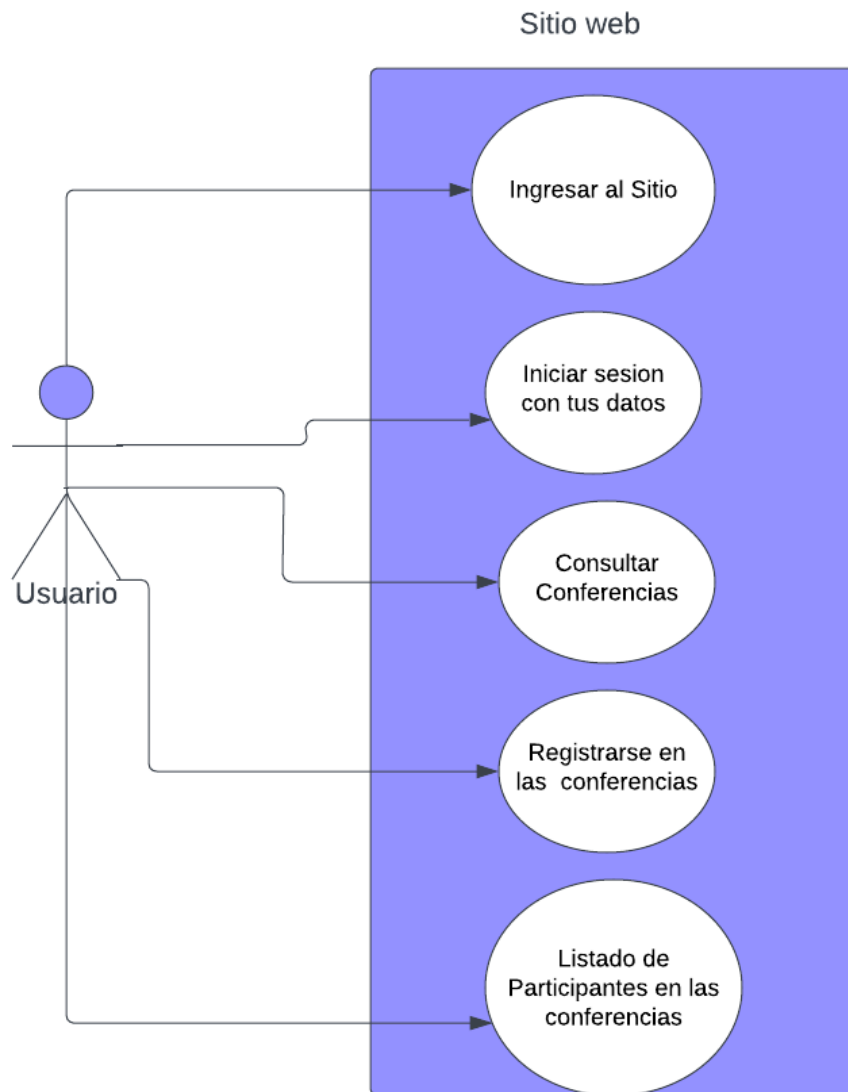 Sitio web
Ingresar al Sitio
Iniciar sesion
con tus datos
Consultar
Conferencias
Usuario
Registrarse en
las  conferencias
Listado de
Participantes en las
conferencias